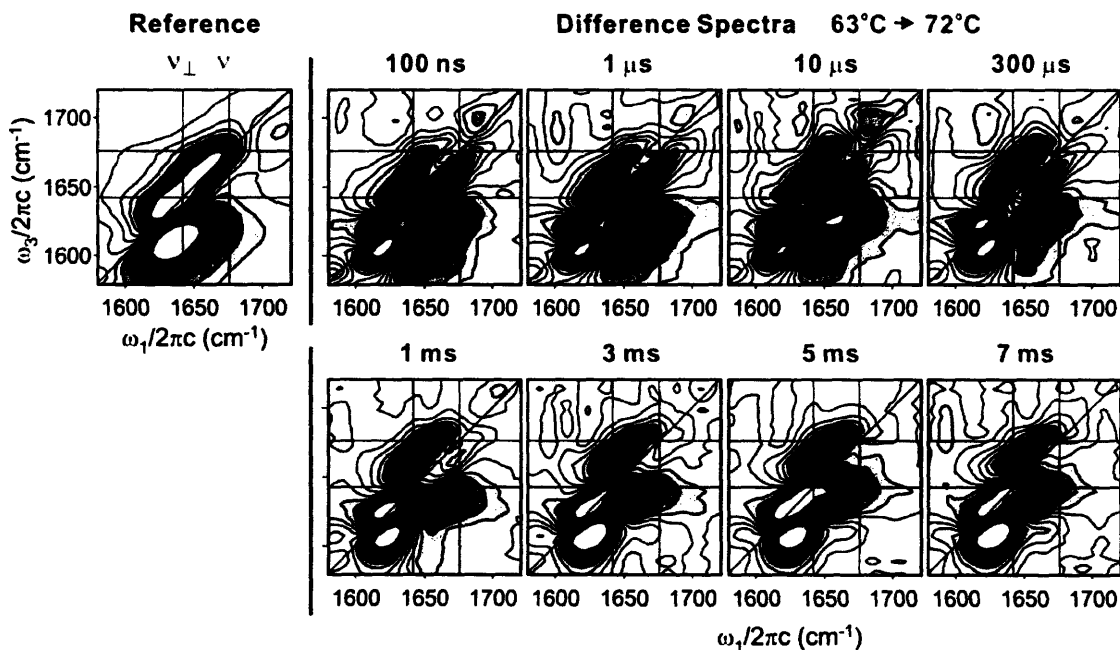 Reference
Difference Spectra 63°C → 72°C
ν⊥ ν
100 ns
1 μs
10 μs
300 μs
1700
1650
1600
ω3/2πc (cm-1)
1600 1650 1700
1600 1650 1700
1600 1650 1700
1600 1650 1700
1600 1650 1700
ω1/2πc (cm-1)
1 ms
3 ms
5 ms
7 ms
1600 1650 1700
1600 1650 1700
1600 1650 1700
1600 1650 1700
ω1/2πc (cm-1)